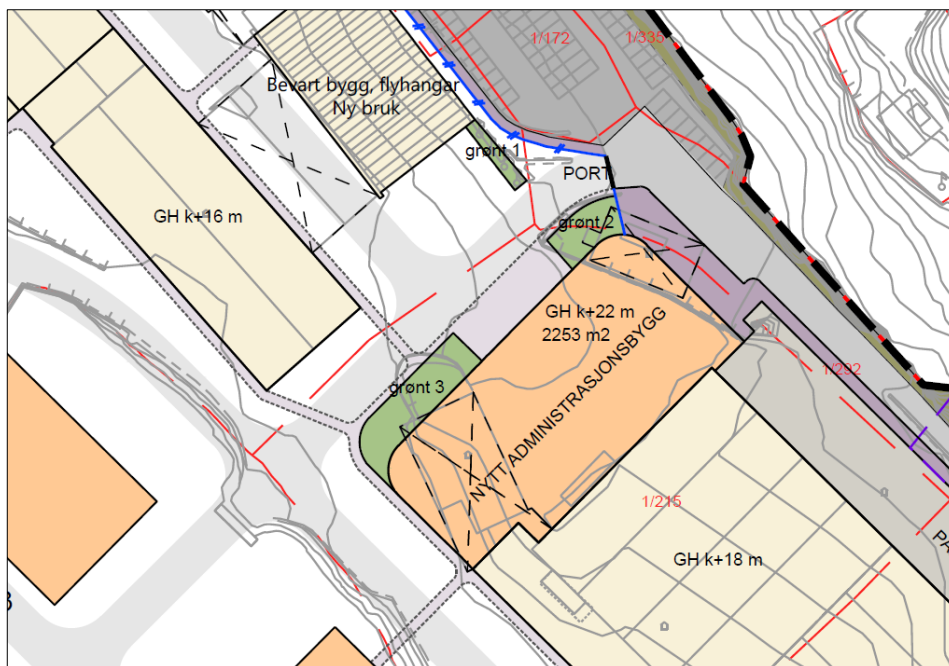 1/172
1/335
Bevart bygg, flyhangar
Ny bruk
grønt 1
PORT
GH k+16 m
grønt 2
GH k+22 m
2253 m2
NYTT ADMINISTRASJONSBYGG
1/292
grønt 3
1/215
GH k+18 m
PA